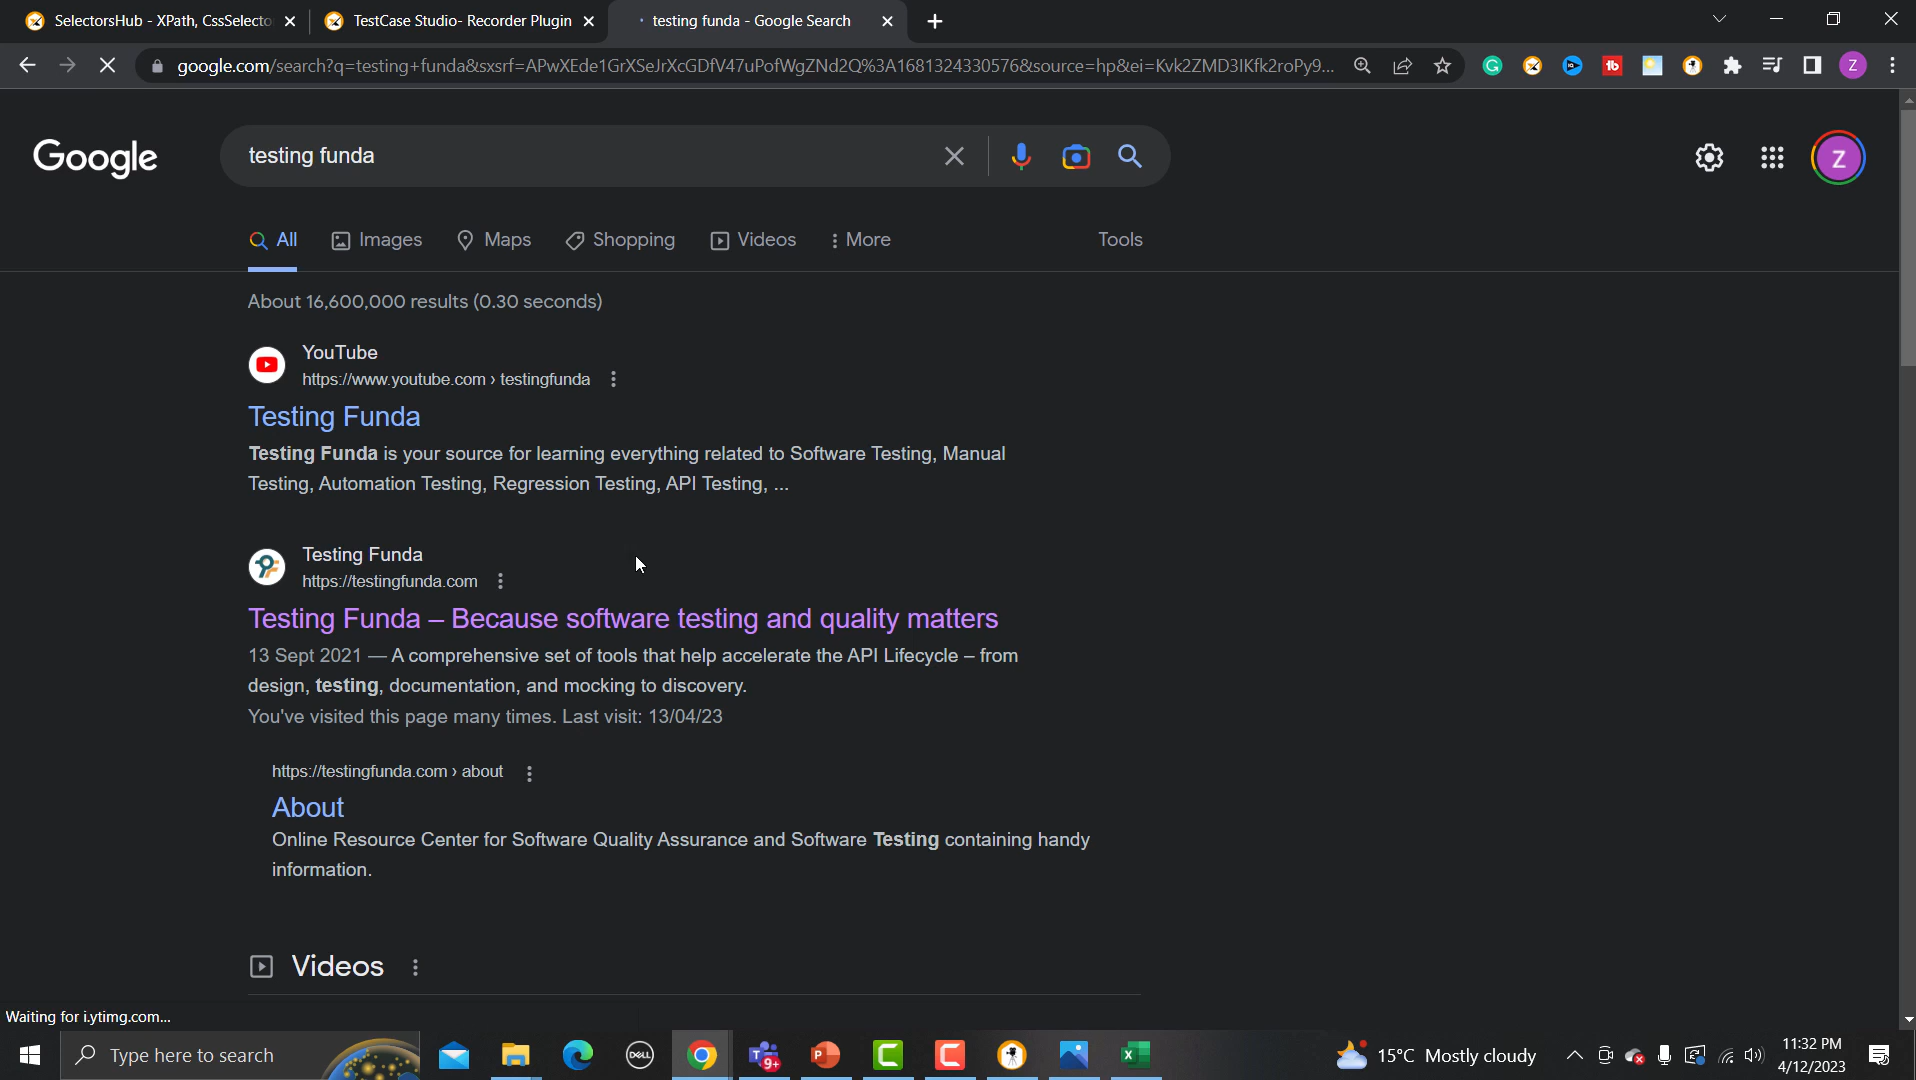 SelectorsHub - XPath, CssSelecto
TestCase Studio- Recorder Plugin
testing funda - Google Search
google.com/search?q=testing+funda&sxsrf=APwXEde1GrXSeJrXcGDfV47uPofWgZNd2Q%3A1681324330576&source=hp&ei=Kvk2ZMD3IKfk2roPy9...
Z
Google
testing funda
Z
All
Images
Maps
Shopping
Videos
More
Tools
About 16,600,000 results (0.30 seconds)
YouTube
https://www.youtube.com › testingfunda
Testing Funda
Testing Funda is your source for learning everything related to Software Testing, Manual
Testing, Automation Testing, Regression Testing, API Testing, ...
Testing Funda
https://testingfunda.com
Testing Funda – Because software testing and quality matters
13 Sept 2021 — A comprehensive set of tools that help accelerate the API Lifecycle – from
design, testing, documentation, and mocking to discovery.
You've visited this page many times. Last visit: 13/04/23
https://testingfunda.com › about
About
Online Resource Center for Software Quality Assurance and Software Testing containing handy
information.
Videos
Waiting for i.ytimg.com...
Type here to search
DELL
9+
15°C Mostly cloudy
11:32 PM
4/12/2023